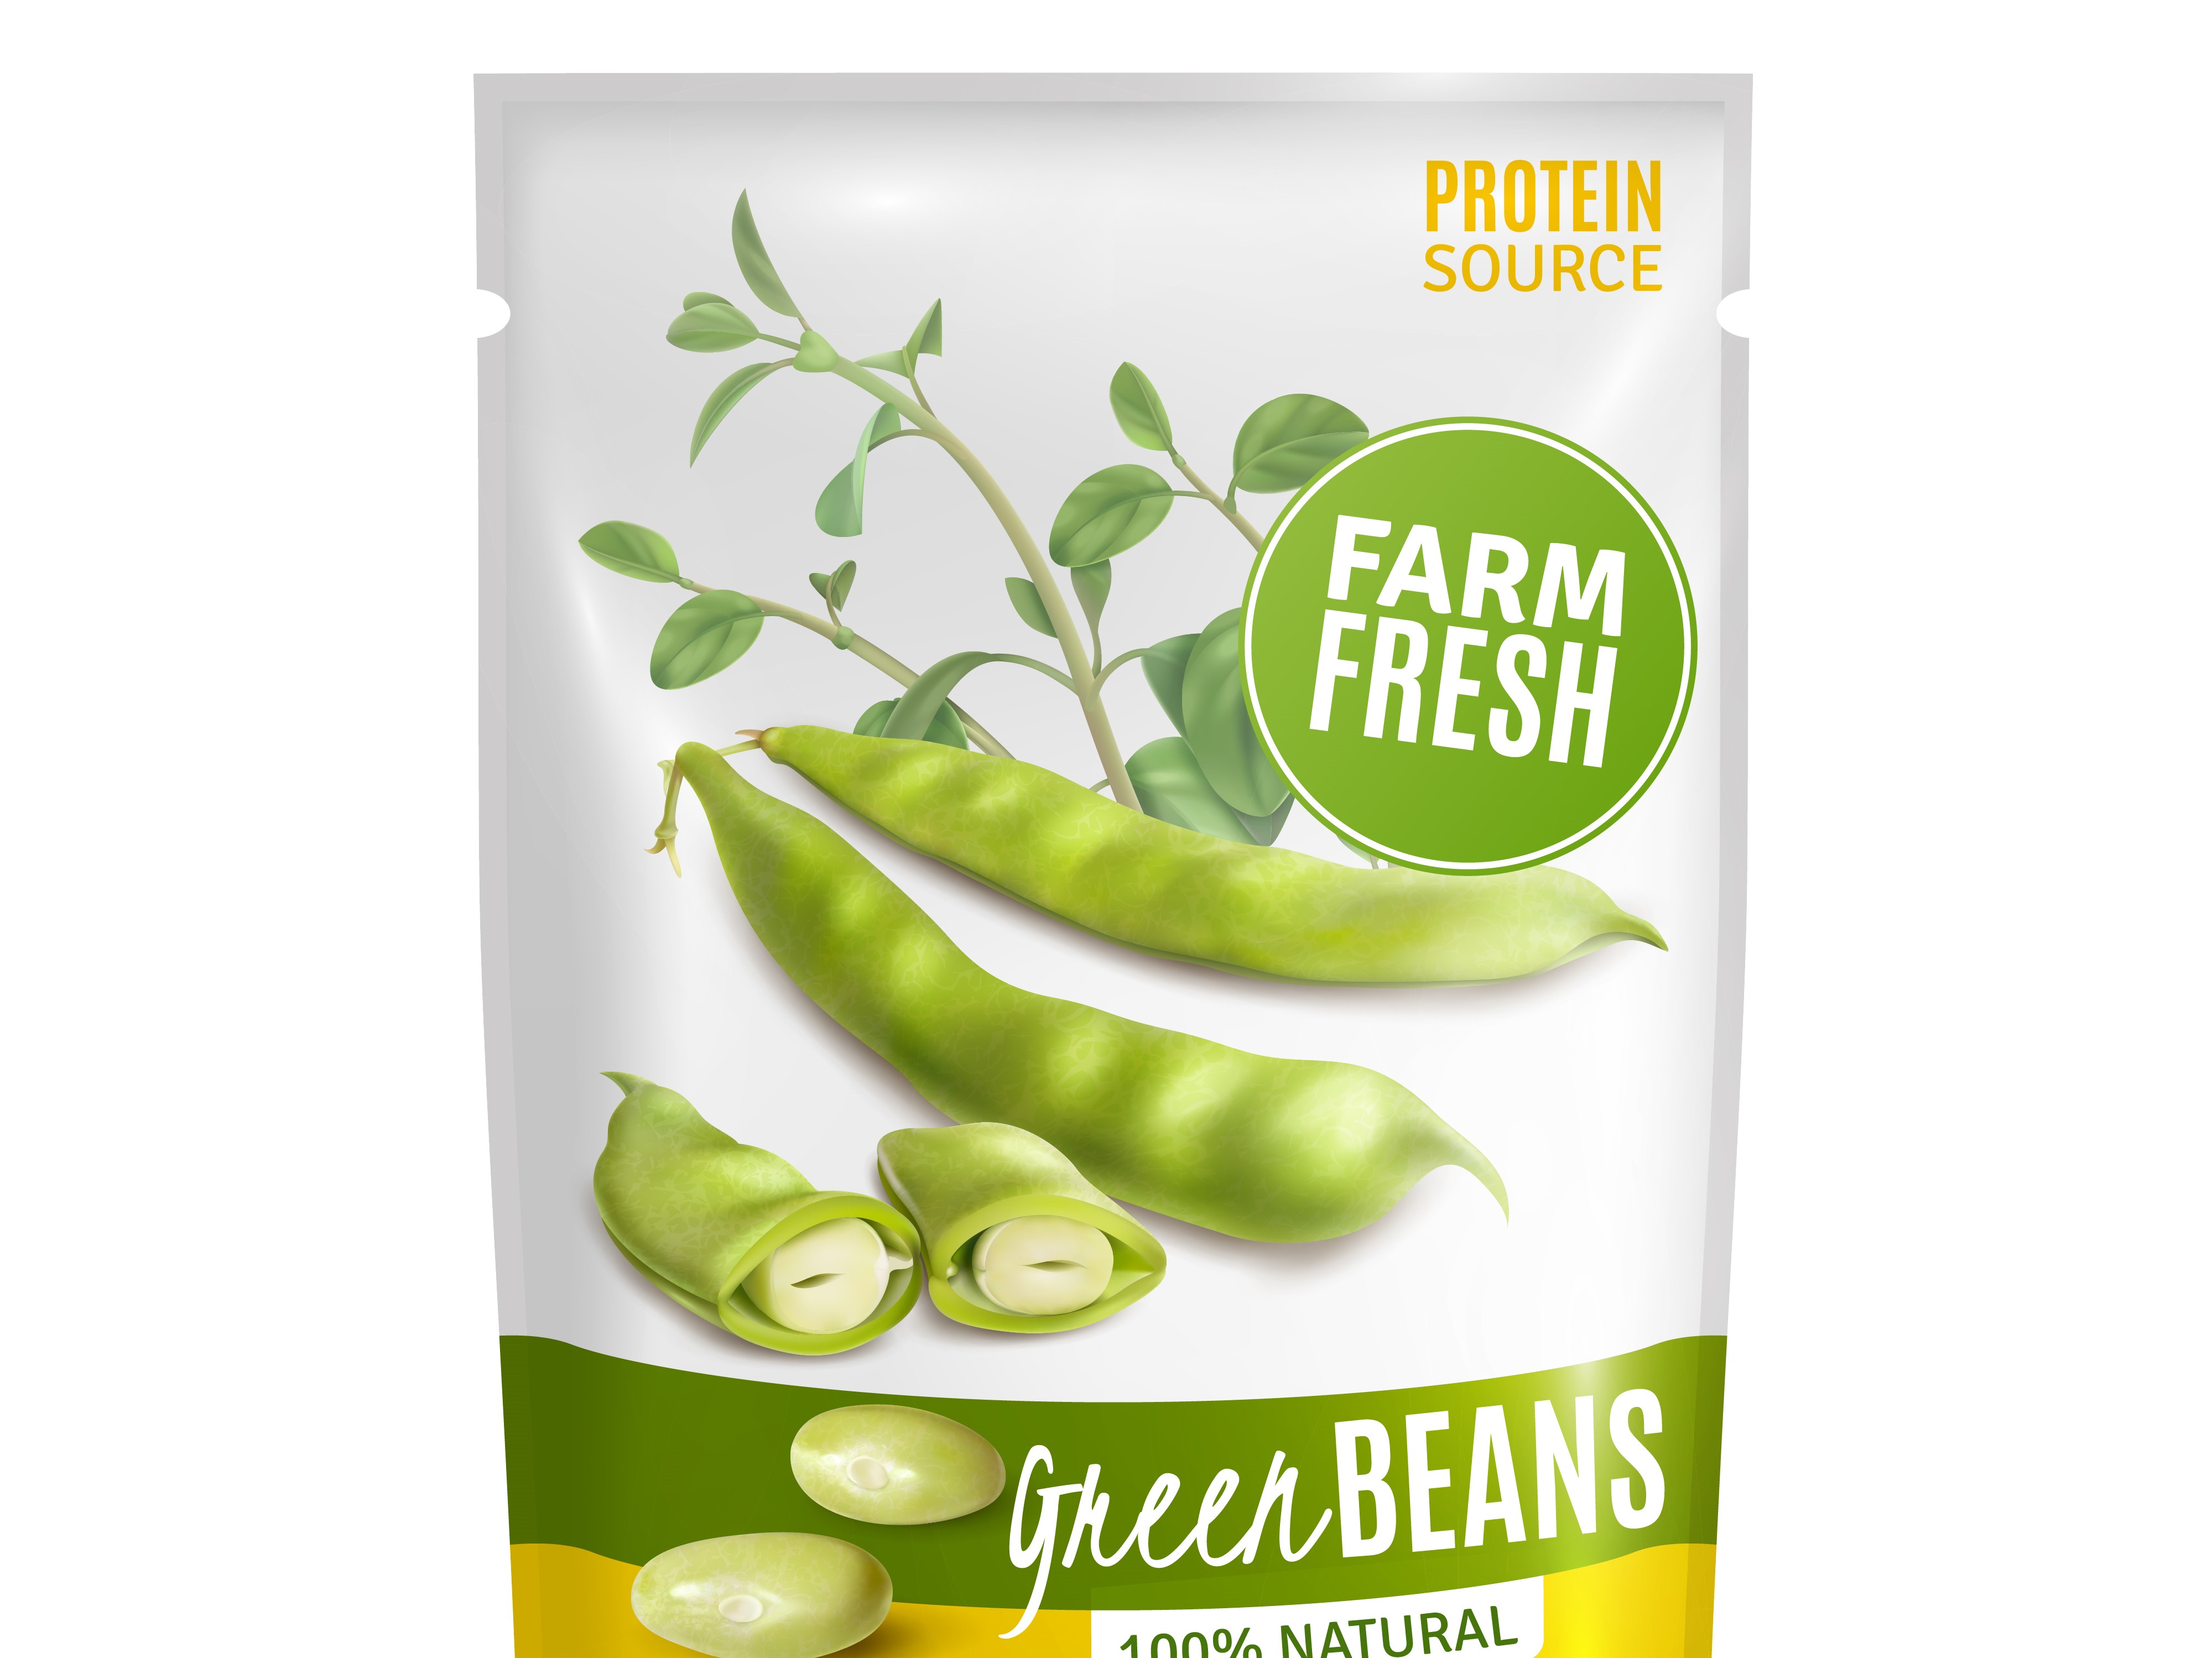 PROTEIN
SOURCE
FARM
FRESH
Green BEANS
100% NATURAL